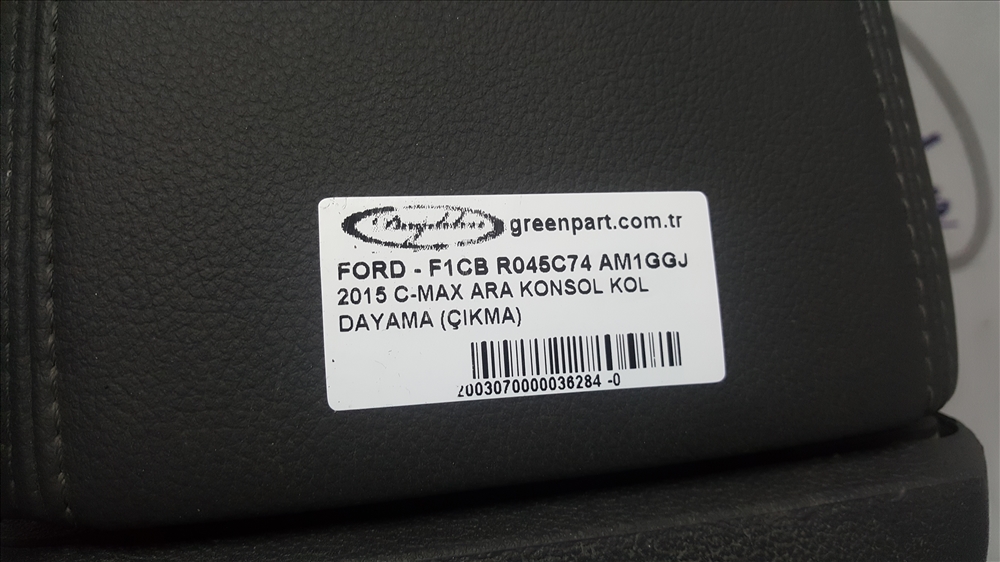 greenpart.com.tr
FORD - F1CB R045C74 AM1GGJ
2015 C-MAX ARA KONSOL KOL
DAYAMA (ÇIKMA)
2003070000036284 -0